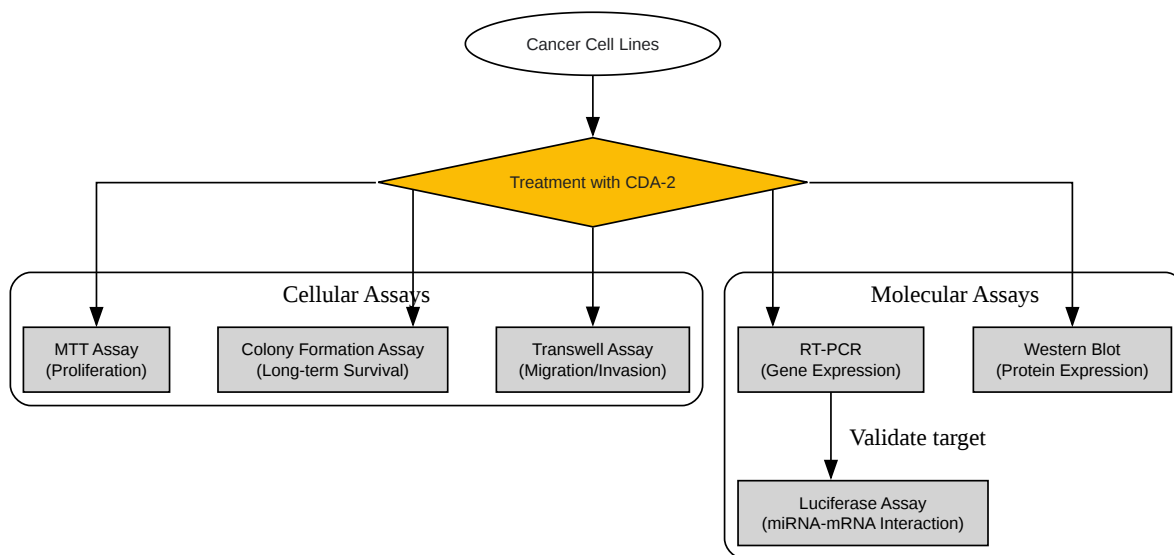 Cancer Cell Lines
Treatment with CDA-2
Cellular Assays
MTT Assay
(Proliferation)
Colony Formation Assay
(Long-term Survival)
Transwell Assay
(Migration/Invasion)
Molecular Assays
RT-PCR
(Gene Expression)
Western Blot
(Protein Expression)
Validate target
Luciferase Assay
(miRNA-mRNA Interaction)